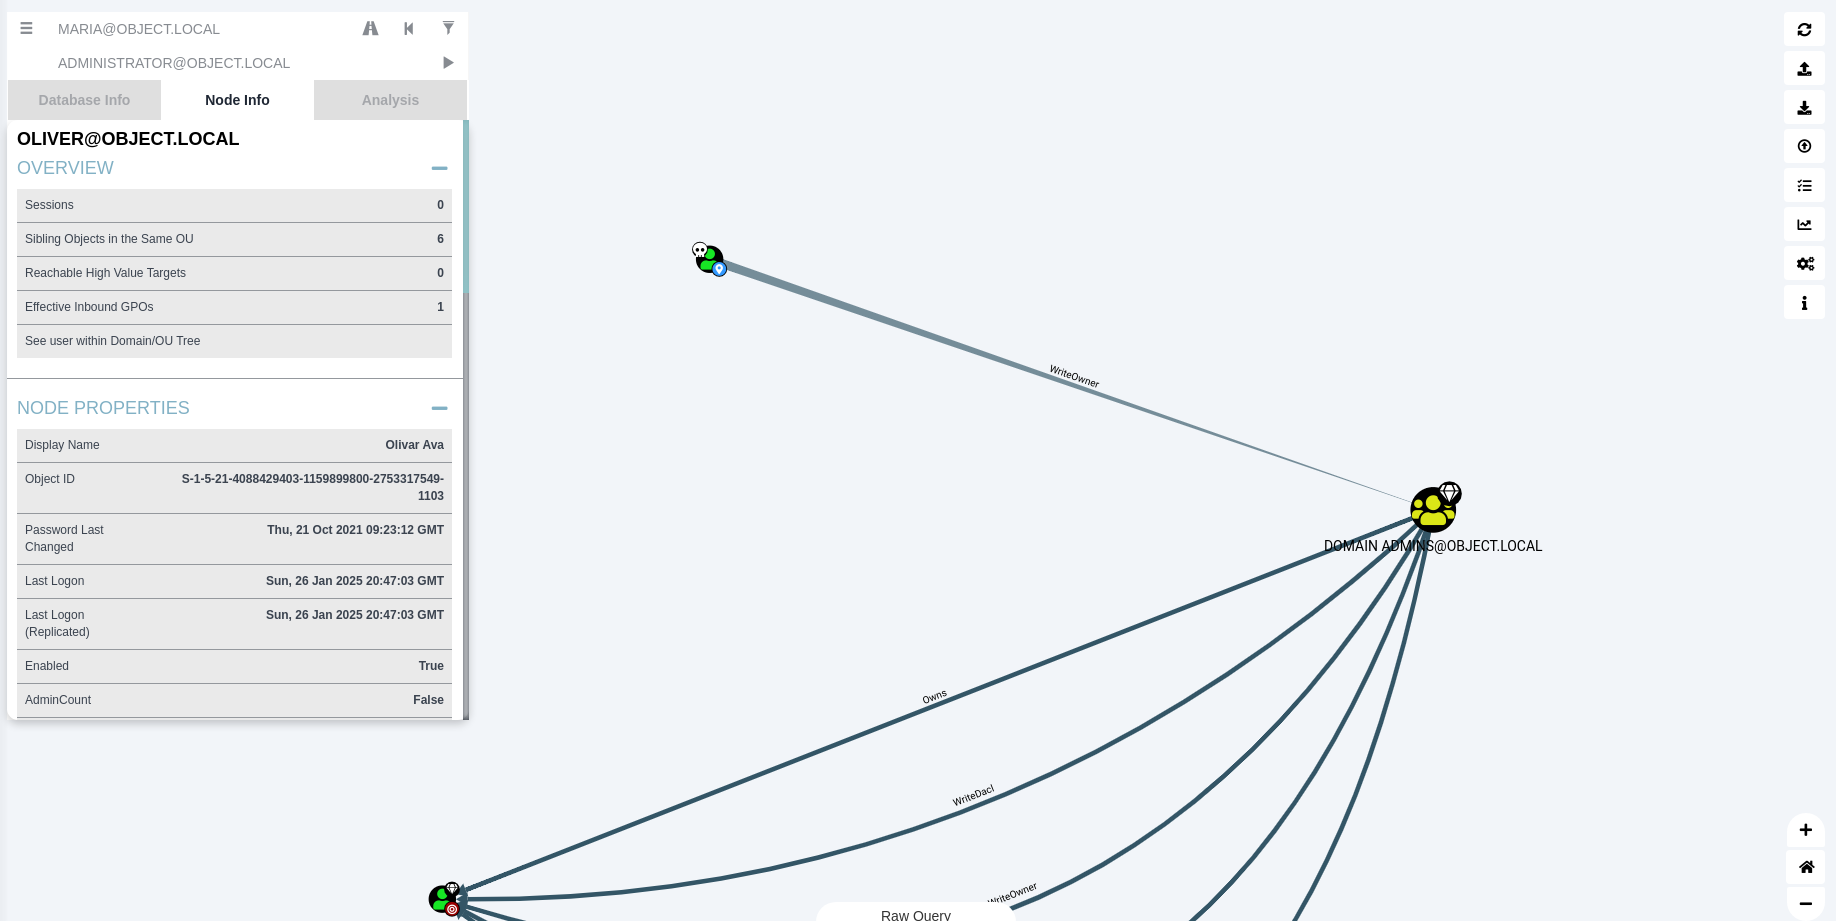 MARIA@OBJECT.LOCAL
ADMINISTRATOR@OBJECT.LOCAL
Database Info
Node Info
Analysis
OLIVER@OBJECT.LOCAL
OVERVIEW
Sessions 0
Sibling Objects in the Same OU 6
Reachable High Value Targets 0
Effective Inbound GPOs 1
See user within Domain/OU Tree
NODE PROPERTIES
Display Name Olivar Ava
Object ID S-1-5-21-4088429403-1159899800-2753317549-
1103
Password Last Thu, 21 Oct 2021 09:23:12 GMT
Changed
Last Logon Sun, 26 Jan 2025 20:47:03 GMT
Last Logon Sun, 26 Jan 2025 20:47:03 GMT
(Replicated)
Enabled True
AdminCount False
WriteOwner
DOMAIN ADMINS@OBJECT.LOCAL
Owns
WriteDacl
WriteOwner
Raw Query